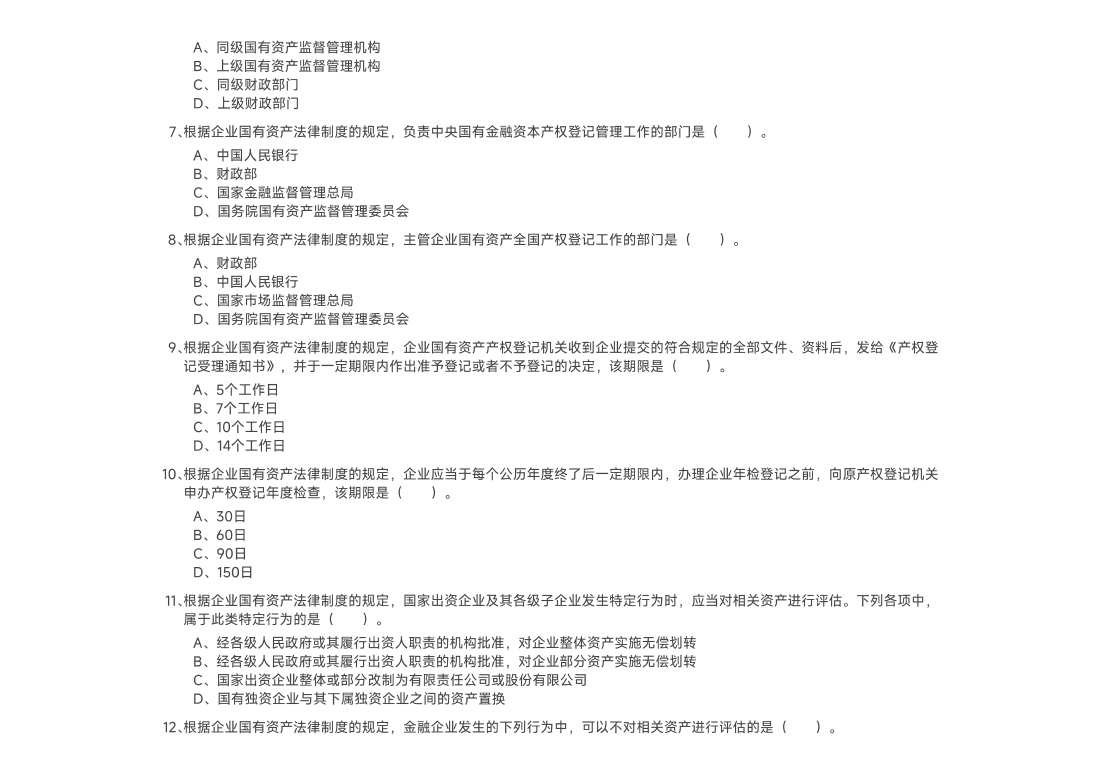 A、同级国有资产监督管理机构
B、上级国有资产监督管理机构
C、同级财政部门
D、上级财政部门
7、根据企业国有资产法律制度的规定，负责中央国有金融资本产权登记管理工作的部门是（　　）。
A、中国人民银行
B、财政部
C、国家金融监督管理总局
D、国务院国有资产监督管理委员会
8、根据企业国有资产法律制度的规定，主管企业国有资产全国产权登记工作的部门是（　　）。
A、财政部
B、中国人民银行
C、国家市场监督管理总局
D、国务院国有资产监督管理委员会
9、根据企业国有资产法律制度的规定，企业国有资产产权登记机关收到企业提交的符合规定的全部文件、资料后，发给《产权登
记受理通知书》，并于一定期限内作出准予登记或者不予登记的决定，该期限是（　　）。
A、5个工作日
B、7个工作日
C、10个工作日
D、14个工作日
10、根据企业国有资产法律制度的规定，企业应当于每个公历年度终了后一定期限内，办理企业年检登记之前，向原产权登记机关
申办产权登记年度检查，该期限是（　　）。
A、30日
B、60日
C、90日
D、150日
11、根据企业国有资产法律制度的规定，国家出资企业及其各级子企业发生特定行为时，应当对相关资产进行评估。下列各项中，
属于此类特定行为的是（　　）。
A、经各级人民政府或其履行出资人职责的机构批准，对企业整体资产实施无偿划转
B、经各级人民政府或其履行出资人职责的机构批准，对企业部分资产实施无偿划转
C、国家出资企业整体或部分改制为有限责任公司或股份有限公司
D、国有独资企业与其下属独资企业之间的资产置换
12、根据企业国有资产法律制度的规定，金融企业发生的下列行为中，可以不对相关资产进行评估的是（　　）。